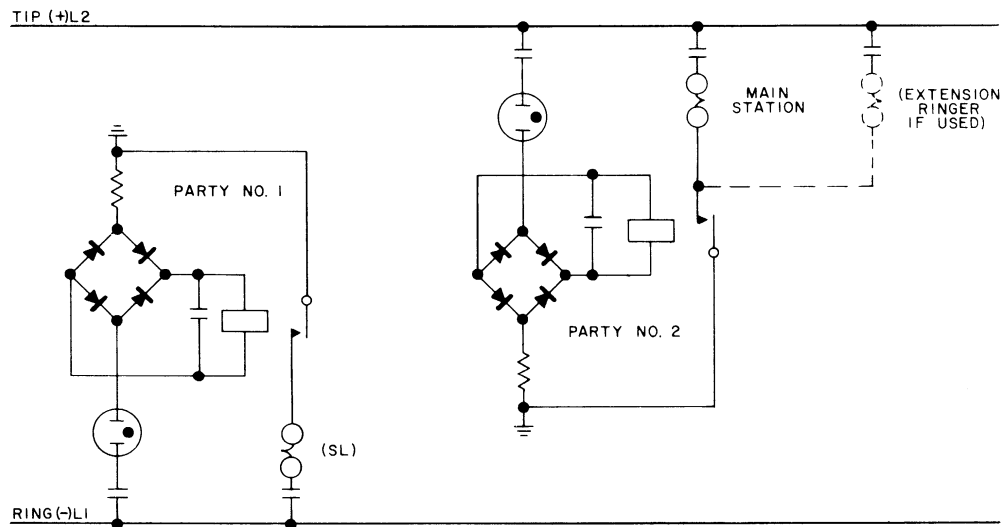 TIP (+)L2
MAIN
STATION
(EXTENSION
RINGER
IF USED)
PARTY NO. 1
PARTY NO. 2
(SL)
RING(-)L1